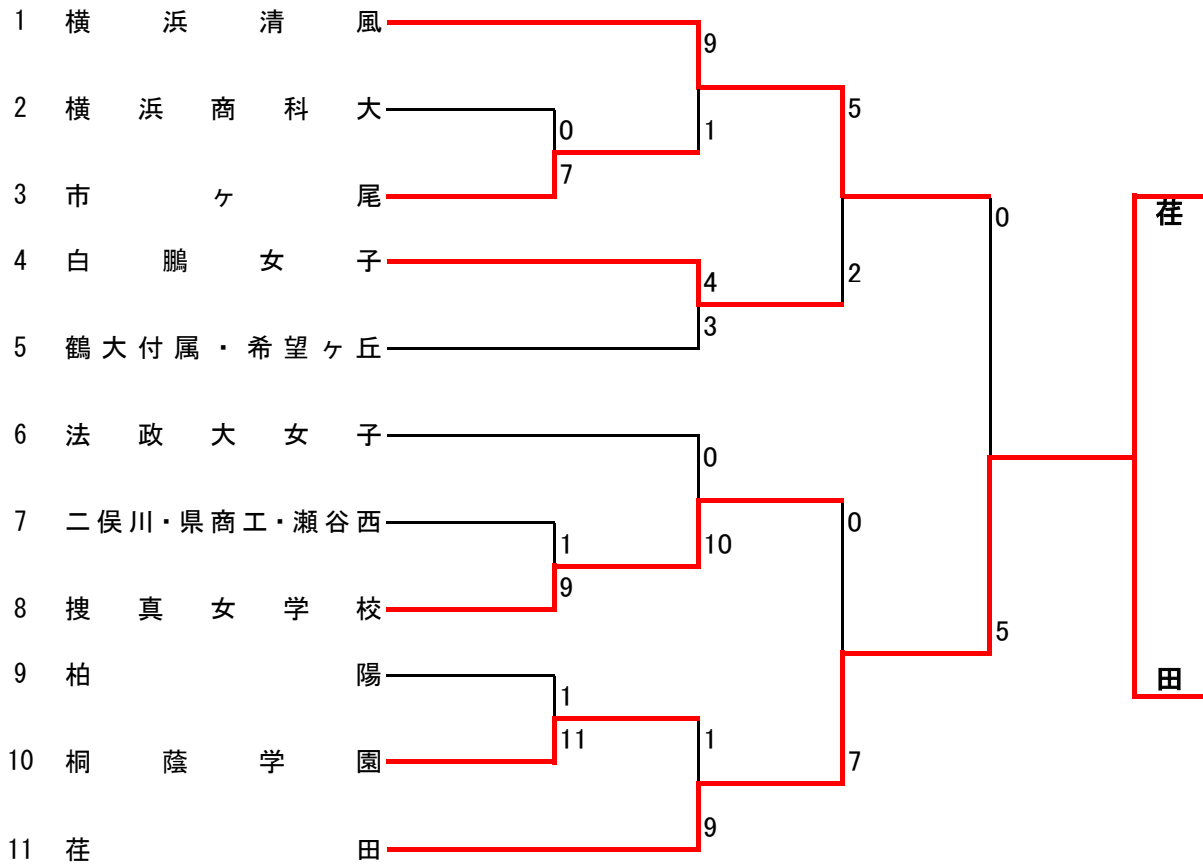 1 横浜清風
9
2 横浜商科大
5
0
1
7
3 市ヶ尾
0
荏
4 白鵬女子
4
2
3
5 鶴大付属・希望ヶ丘
6 法政大女子
0
7 二俣川・県商工・瀬谷西
0
1
10
9
8 捜真女学校
5
9 柏陽
田
1
11
1
10 桐蔭学園
7
9
11 荏田